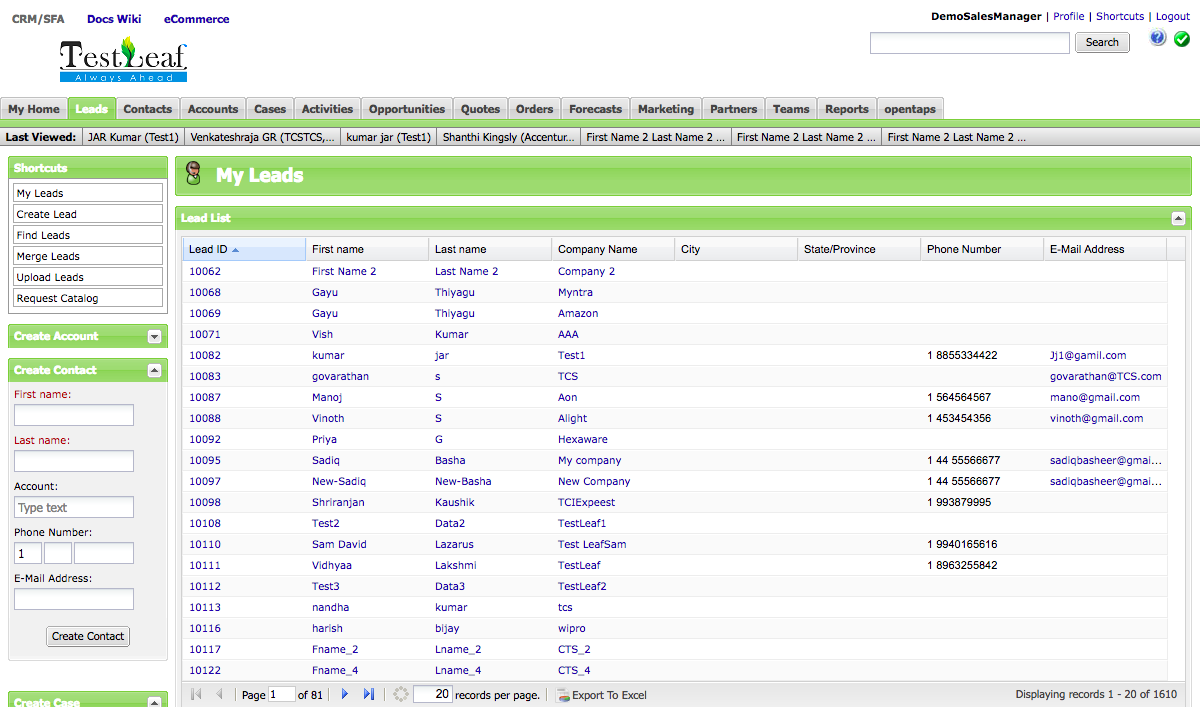 CRM/SFA Docs Wiki eCommerce
DemoSalesManager | Profile | Shortcuts | Logout
Search
TestLeaf
Always Ahead
My Home Leads Contacts Accounts Cases Activities Opportunities Quotes Orders Forecasts Marketing Partners Teams Reports opentaps
Last Viewed: JAR Kumar (Test1) Venkateshraja GR (TCSTCS,... kumar jar (Test1) Shanthi Kingsly (Accentur... First Name 2 Last Name 2 ... First Name 2 Last Name 2 ... First Name 2 Last Name 2 ...
Shortcuts
My Leads
Create Lead
Find Leads
Merge Leads
Upload Leads
Request Catalog
Create Account
Create Contact
First name:
Last name:
Account:
Type text
Phone Number:
1
E-Mail Address:
Create Contact
Create Case
My Leads
Lead List
Lead ID First name Last name Company Name City State/Province Phone Number E-Mail Address
10062 First Name 2 Last Name 2 Company 2
10068 Gayu Thiyagu Myntra
10069 Gayu Thiyagu Amazon
10071 Vish Kumar AAA
10082 kumar jar Test1 1 8855334422 Jj1@gamil.com
10083 govarathan s TCS govarathan@TCS.com
10087 Manoj S Aon 1 564564567 mano@gmail.com
10088 Vinoth S Alight 1 453454356 vinoth@gmail.com
10092 Priya G Hexaware
10095 Sadiq Basha My company 1 44 55566677 sadiqbasheer@gmai...
10097 New-Sadiq New-Basha New Company 1 44 55566677 sadiqbasheer@gmai...
10098 Shriranjan Kaushik TCIExpeest 1 993879995
10108 Test2 Data2 TestLeaf1
10110 Sam David Lazarus Test LeafSam 1 9940165616
10111 Vidhyaa Lakshmi TestLeaf 1 8963255842
10112 Test3 Data3 TestLeaf2
10113 nandha kumar tcs
10116 harish bijay wipro
10117 Fname_2 Lname_2 CTS_2
10122 Fname_4 Lname_4 CTS_4
Page 1 of 81 20 records per page. Export To Excel Displaying records 1 - 20 of 1610